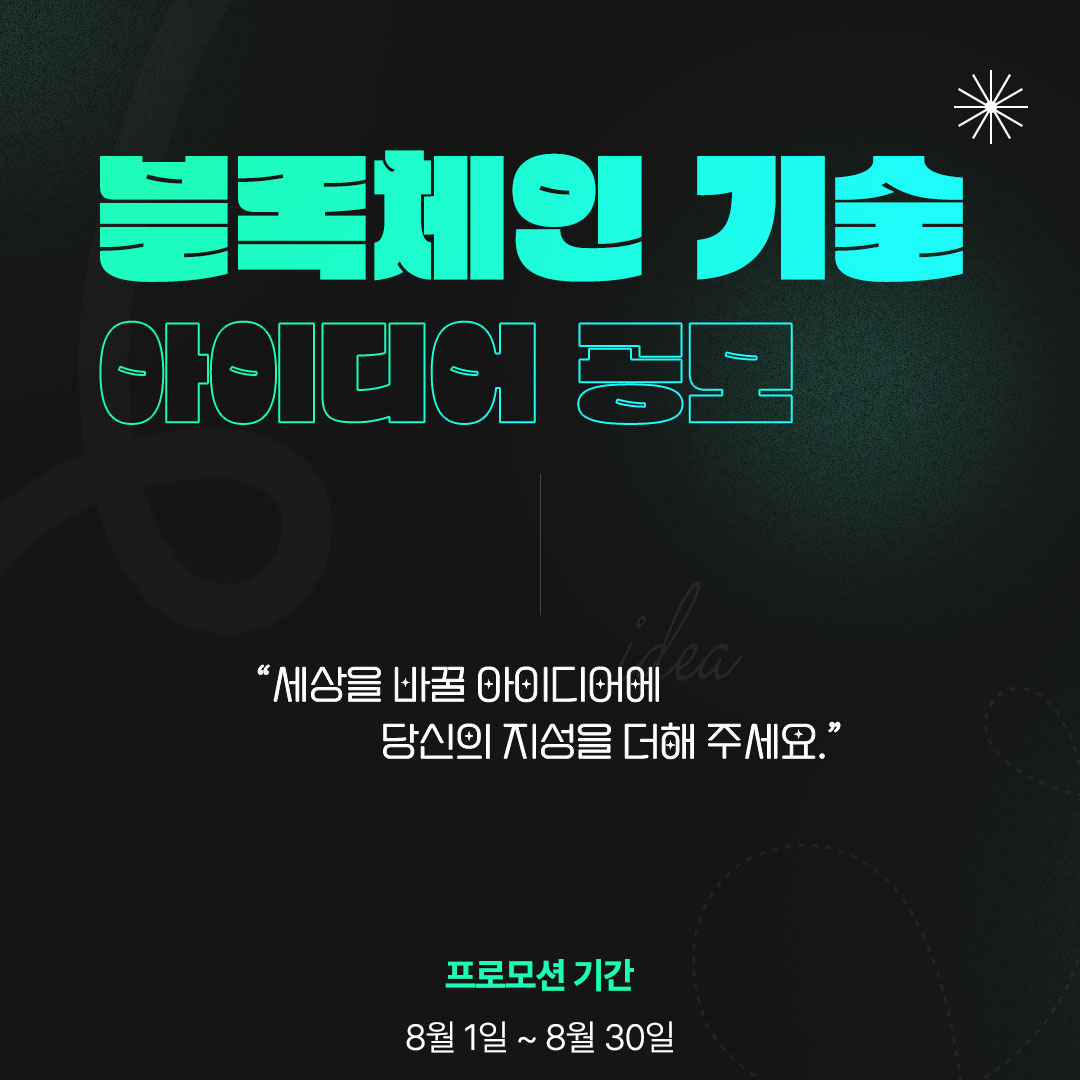 블록체인 기술
아이디어 공모
idea
“세상을 바꿀 아이디어에
당신의 지성을 더해 주세요.”
프로모션 기간
8월 1일 ~ 8월 30일